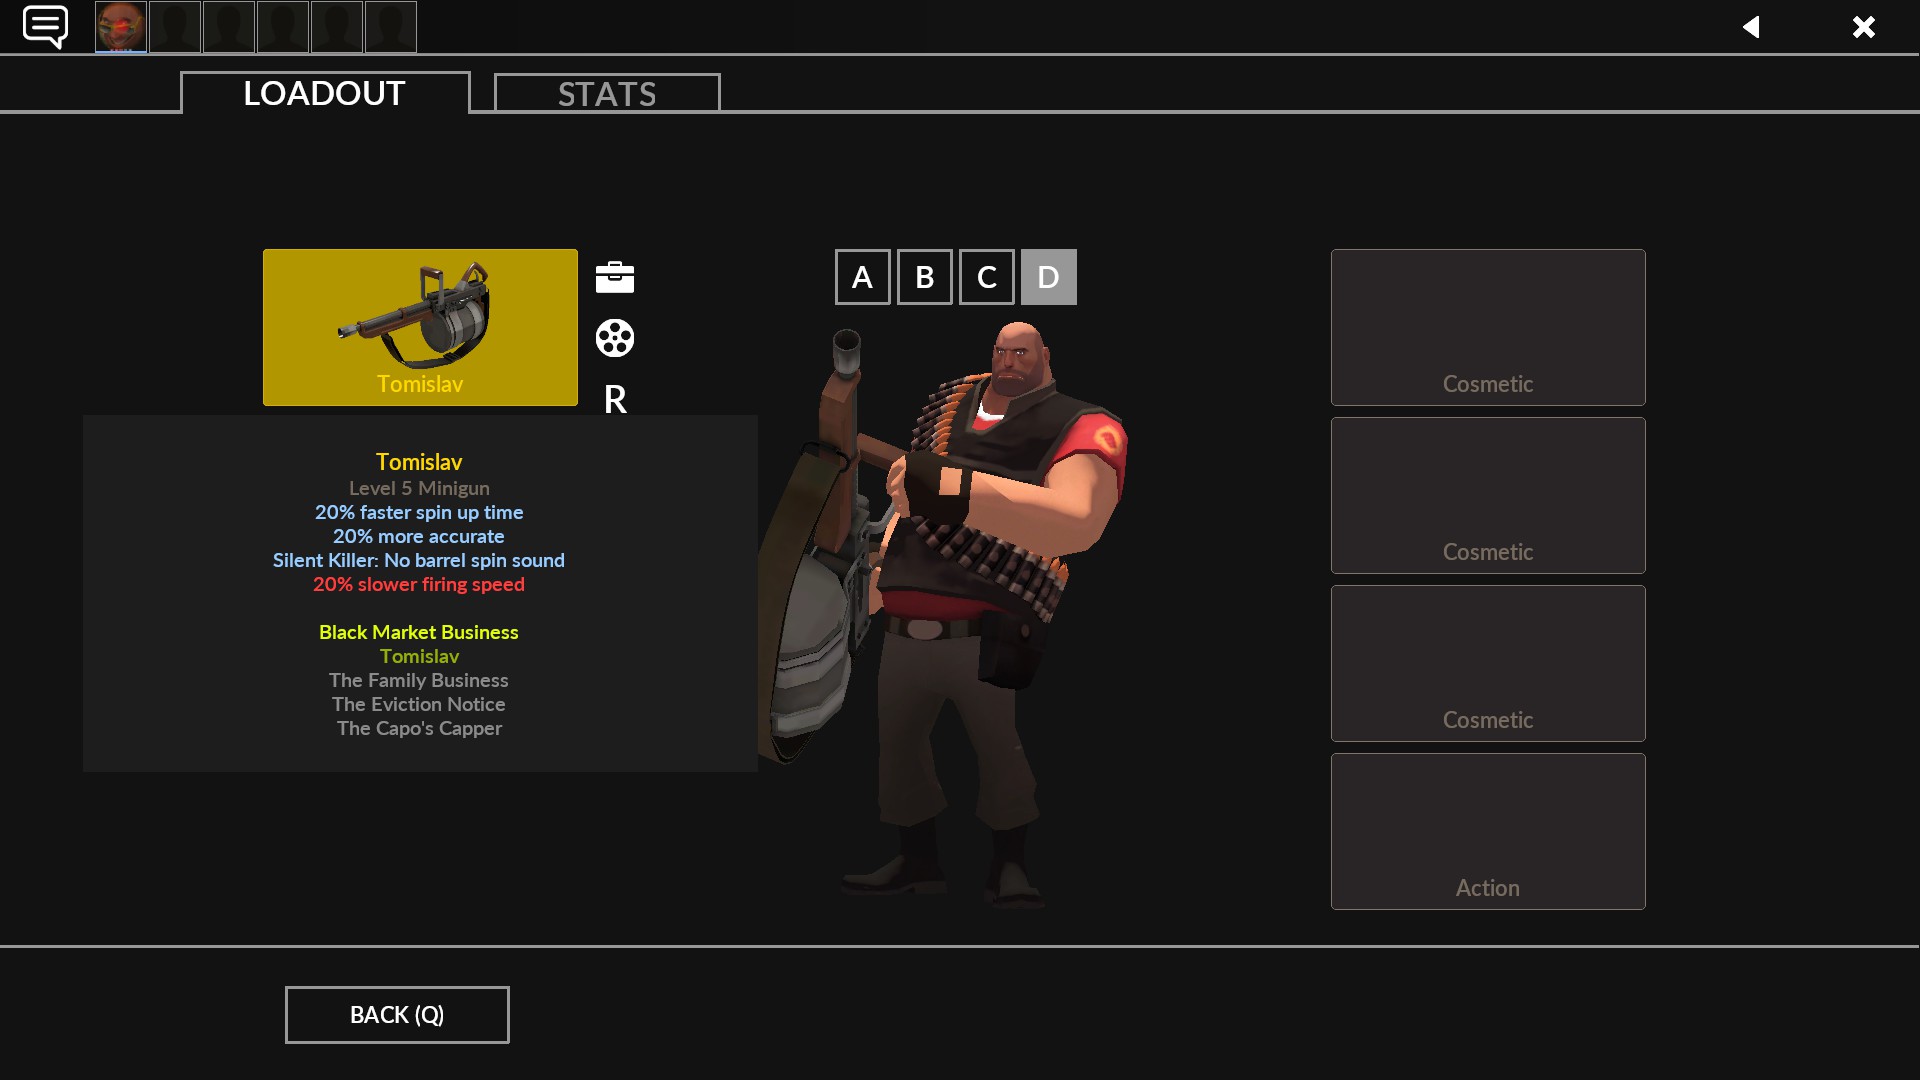 LOADOUT
STATS
Tomislav
R
A B C D
Tomislav
Level 5 Minigun
20% faster spin up time
20% more accurate
Silent Killer: No barrel spin sound
20% slower firing speed
Black Market Business
Tomislav
The Family Business
The Eviction Notice
The Capo's Capper
Cosmetic
Cosmetic
Cosmetic
Action
BACK (Q)